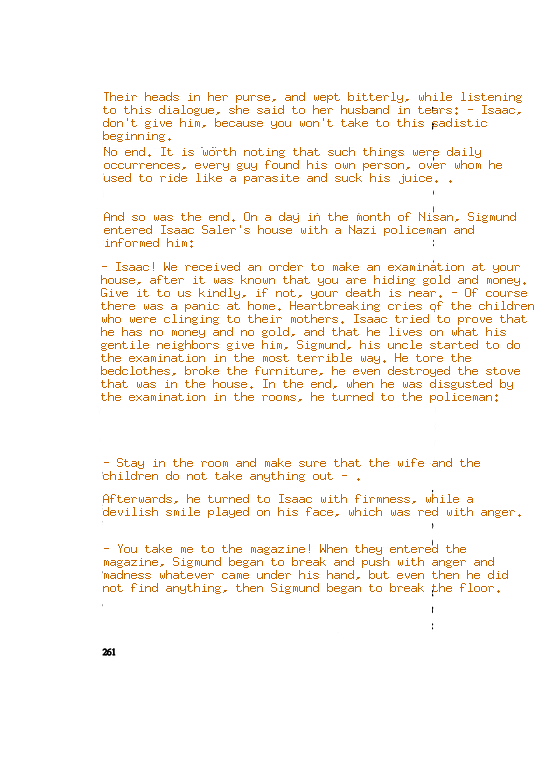 Their heads in her purse, and wept bitterly, while listening
to this dialogue, she said to her husband in tears: - Isaac,
don't give him, because you won't take to this sadistic
beginning.
No end. It is worth noting that such things were daily
occurrences, every guy found his own person, over whom he
used to ride like a parasite and suck his juice. .
And so was the end. On a day in the month of Nisan, Sigmund
entered Isaac Saler's house with a Nazi policeman and
informed him:
- Isaac! We received an order to make an examination at your
house, after it was known that you are hiding gold and money.
Give it to us kindly, if not, your death is near. - Of course
there was a panic at home. Heartbreaking cries of the children
who were clinging to their mothers. Isaac tried to prove that
he has no money and no gold, and that he lives on what his
gentile neighbors give him, Sigmund, his uncle started to do
the examination in the most terrible way. He tore the
bedclothes, broke the furniture, he even destroyed the stove
that was in the house. In the end, when he was disgusted by
the examination in the rooms, he turned to the policeman:
- Stay in the room and make sure that the wife and the
children do not take anything out - .
Afterwards, he turned to Isaac with firmness, while a
devilish smile played on his face, which was red with anger.
- You take me to the magazine! When they entered the
magazine, Sigmund began to break and push with anger and
madness whatever came under his hand, but even then he did
not find anything, then Sigmund began to break the floor.
261